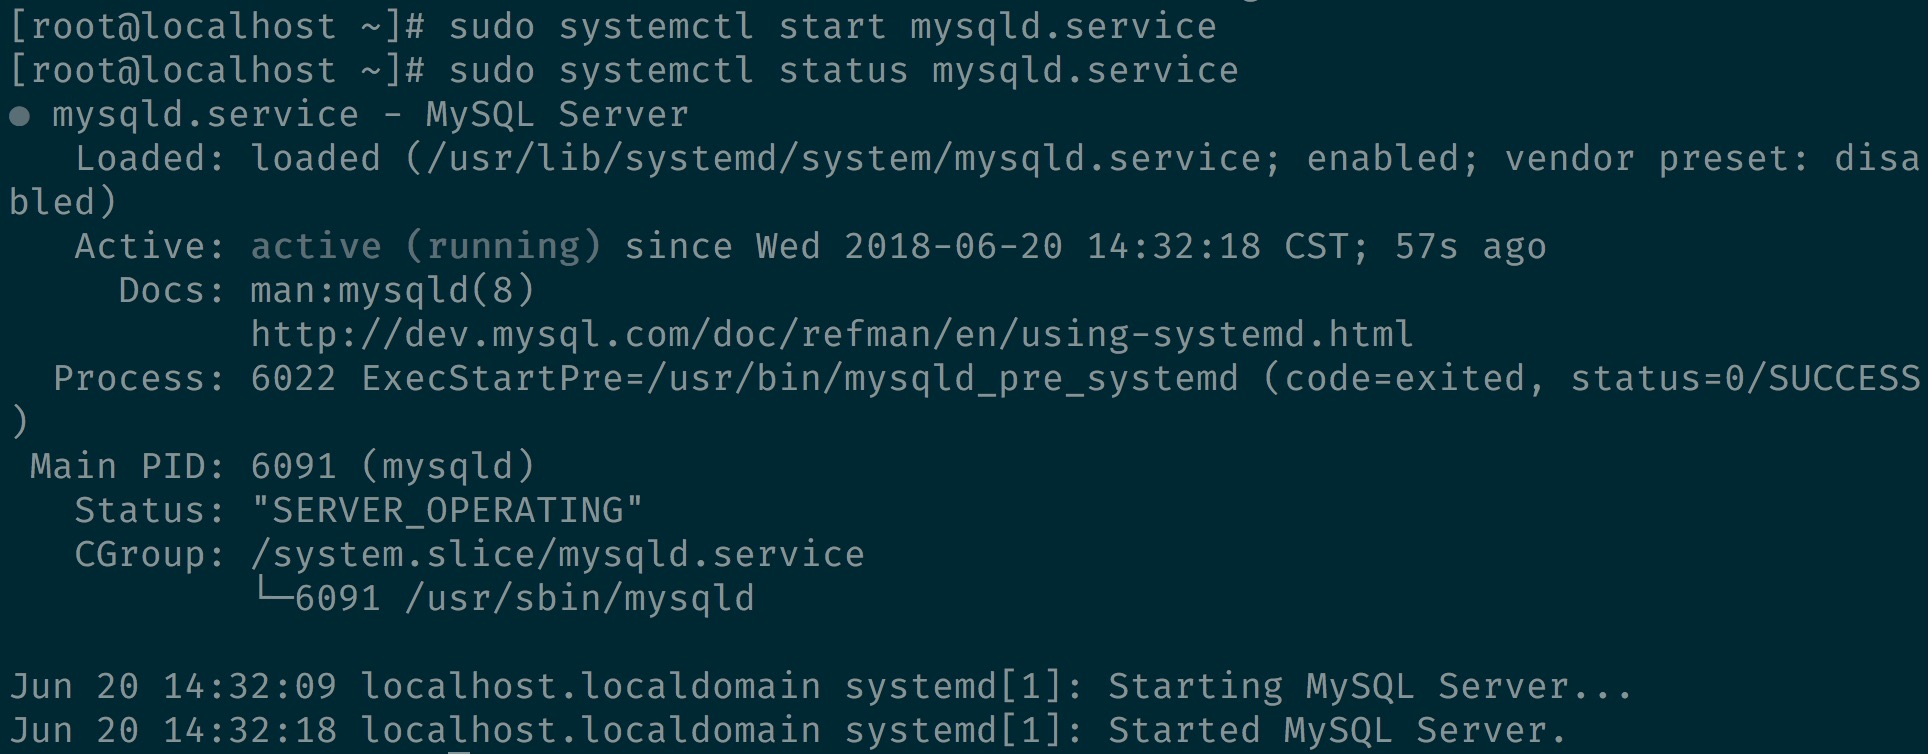 [root@localhost ~]# sudo systemctl start mysqld.service
[root@localhost ~]# sudo systemctl status mysqld.service
● mysqld.service - MySQL Server
   Loaded: loaded (/usr/lib/systemd/system/mysqld.service; enabled; vendor preset: disa
bled)
   Active: active (running) since Wed 2018-06-20 14:32:18 CST; 57s ago
     Docs: man:mysqld(8)
           http://dev.mysql.com/doc/refman/en/using-systemd.html
  Process: 6022 ExecStartPre=/usr/bin/mysqld_pre_systemd (code=exited, status=0/SUCCESS
)
 Main PID: 6091 (mysqld)
   Status: "SERVER_OPERATING"
   CGroup: /system.slice/mysqld.service
           └─6091 /usr/sbin/mysqld

Jun 20 14:32:09 localhost.localdomain systemd[1]: Starting MySQL Server...
Jun 20 14:32:18 localhost.localdomain systemd[1]: Started MySQL Server.